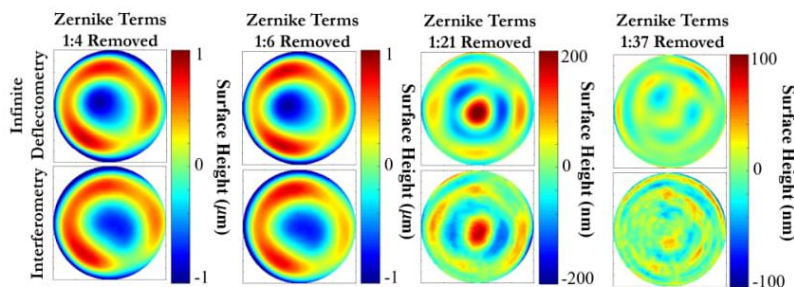 Zernike Terms
1:4 Removed
Zernike Terms
1:6 Removed
Zernike Terms
1:21 Removed
Zernike Terms
1:37 Removed
Infinite
Deflectometry
Interferometry
1
0
-1
Surface Height (μm)
1
0
-1
Surface Height (μm)
200
0
-200
Surface Height (nm)
100
0
-100
Surface Height (nm)